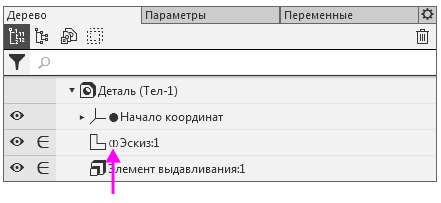 Дерево Параметры Переменные
Деталь (Тел-1)
Начало координат
(I)Эскиз:1
Элемент выдавливания:1